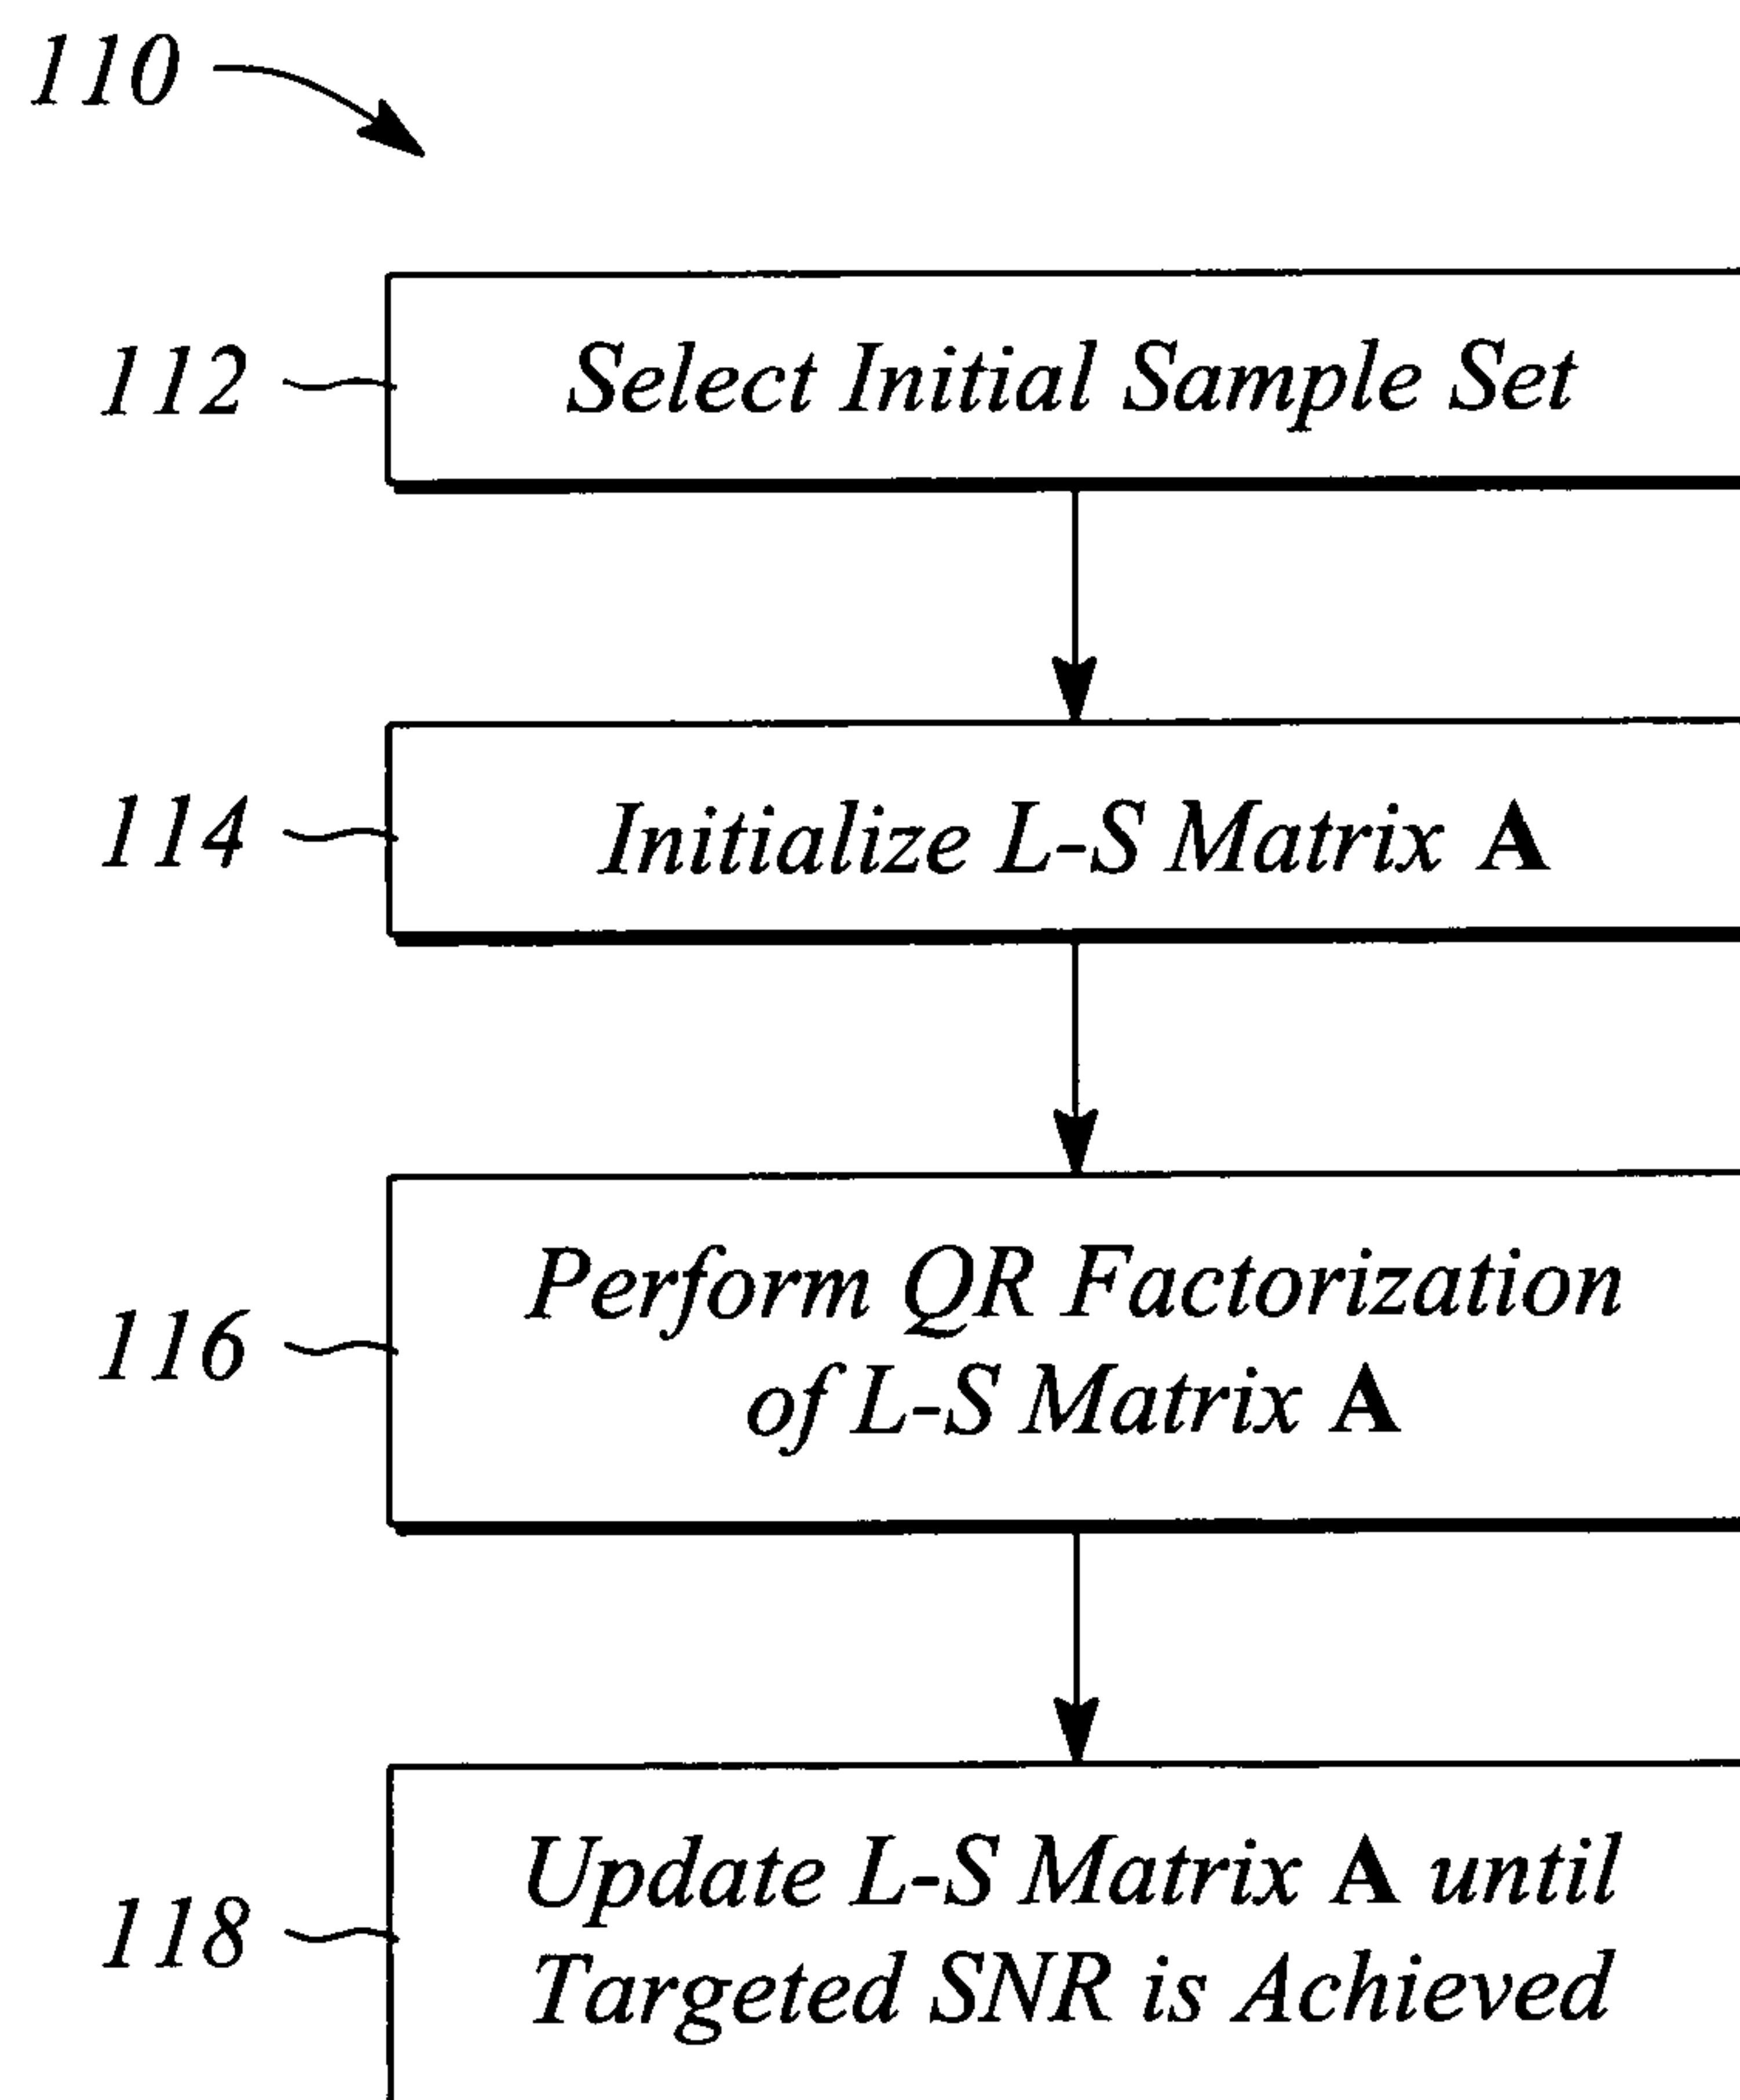 110
112
Select Initial Sample Set
114
Initialize L-S Matrix A
116
Perform QR Factorization
of L-S Matrix A
118
Update L-S Matrix A until
Targeted SNR is Achieved